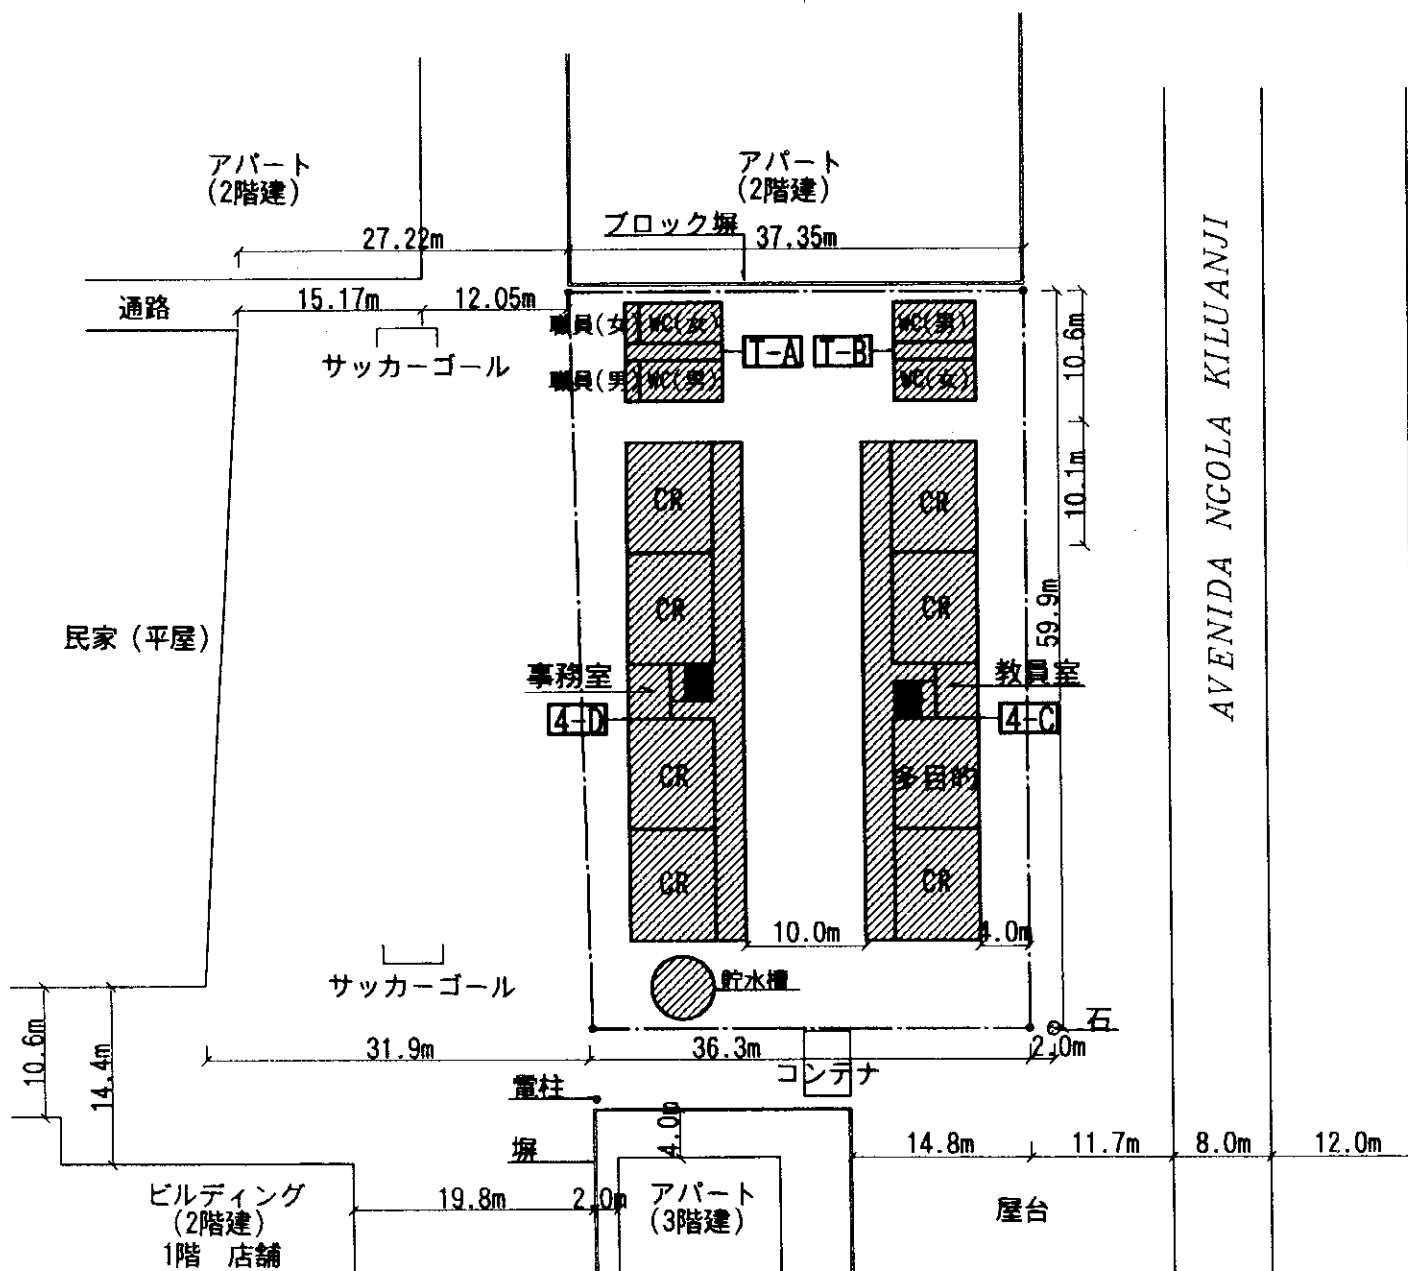 アパート
(2階建)
アパート
(2階建)
ブロック塀
27.22m
37.35m
通路
15.17m
12.05m
サッカーゴール
職員(女)
WC(女)
職員(男)
WC(男)
T-A
T-B
WC(男)
WC(女)
10.6m
10.1m
59.9m
AVENIDA NGOLA KILUANJI
CR
CR
CR
CR
民家(平屋)
事務室
教員室
4-D
4-C
CR
多目的
CR
CR
10.0m
4.0m
サッカーゴール
貯水槽
石
31.9m
36.3m
2.0m
コンテナ
10.6m
14.4m
電柱
塀
4.0m
14.8m
11.7m
8.0m
12.0m
ビルディング
(2階建)
1階 店舗
19.8m
2.0m
アパート
(3階建)
屋台